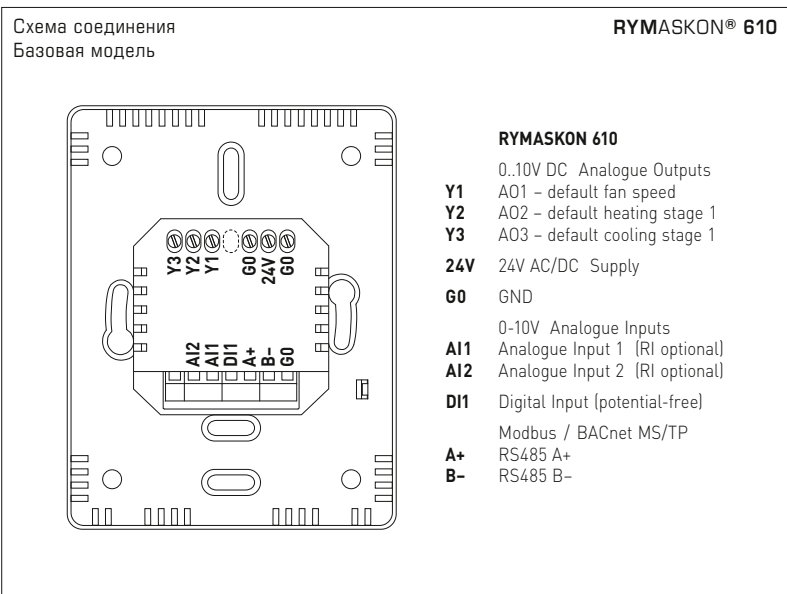 Схема соединения
Базовая модель
RYMASKON® 610
Y3 Y2 Y1 G0 24V G0
AI2 AI1 DI1 A+ B– G0
RYMASKON 610
0..10V DC Analogue Outputs
Y1 AO1 – default fan speed
Y2 AO2 – default heating stage 1
Y3 AO3 – default cooling stage 1
24V 24V AC/DC Supply
G0 GND
0-10V Analogue Inputs
AI1 Analogue Input 1 (RI optional)
AI2 Analogue Input 2 (RI optional)
DI1 Digital Input (potential-free)
Modbus / BACnet MS/TP
A+ RS485 A+
B– RS485 B–